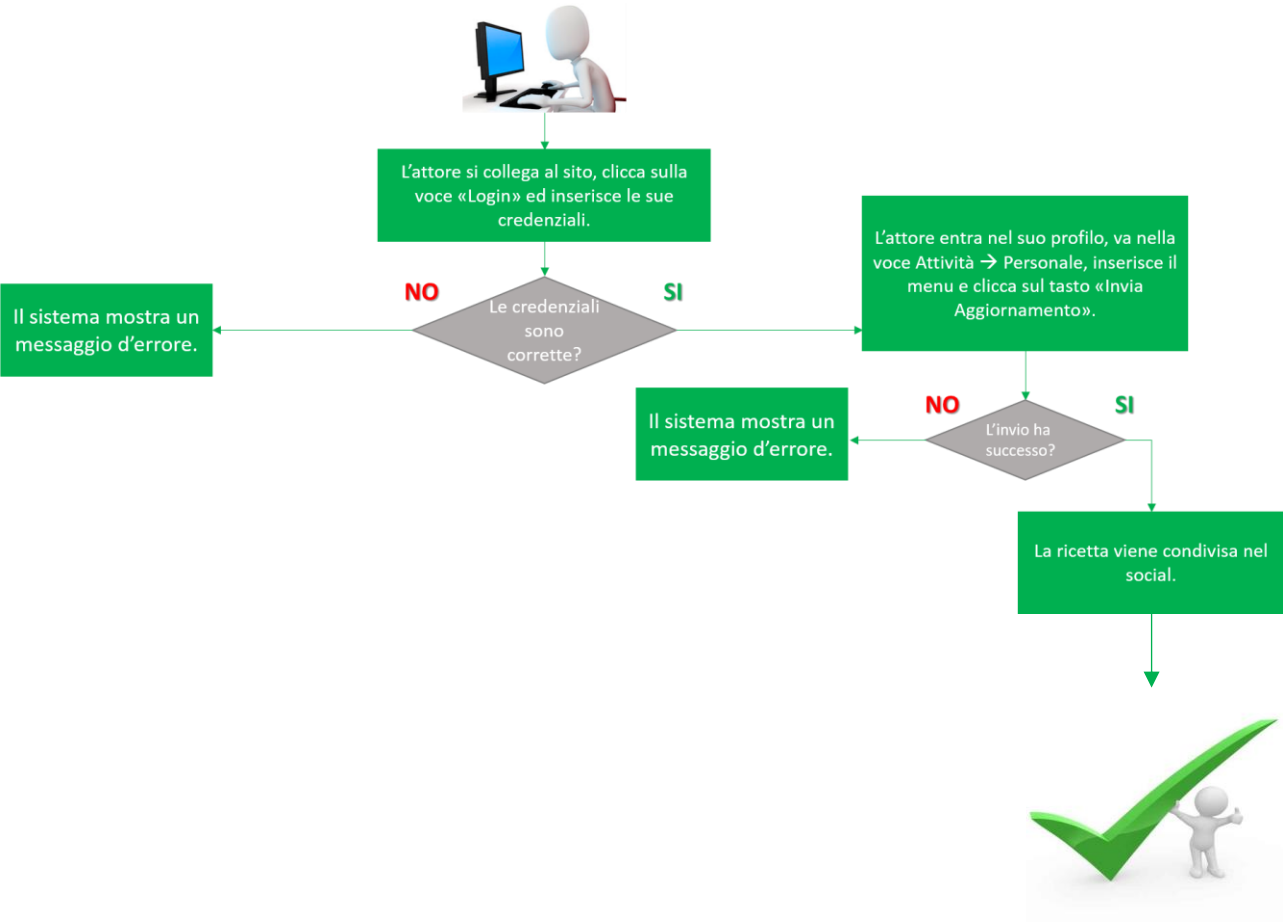 L'attore si collega al sito, clicca sulla
voce «Login» ed inserisce le sue
credenziali.
L'attore entra nel suo profilo, va nella
voce Attività → Personale, inserisce il
menu e clicca sul tasto «Invia
Aggiornamento».
NO
SI
Le credenziali
sono
corrette?
Il sistema mostra un
messaggio d'errore.
NO
SI
L'invio ha
successo?
Il sistema mostra un
messaggio d'errore.
La ricetta viene condivisa nel
social.